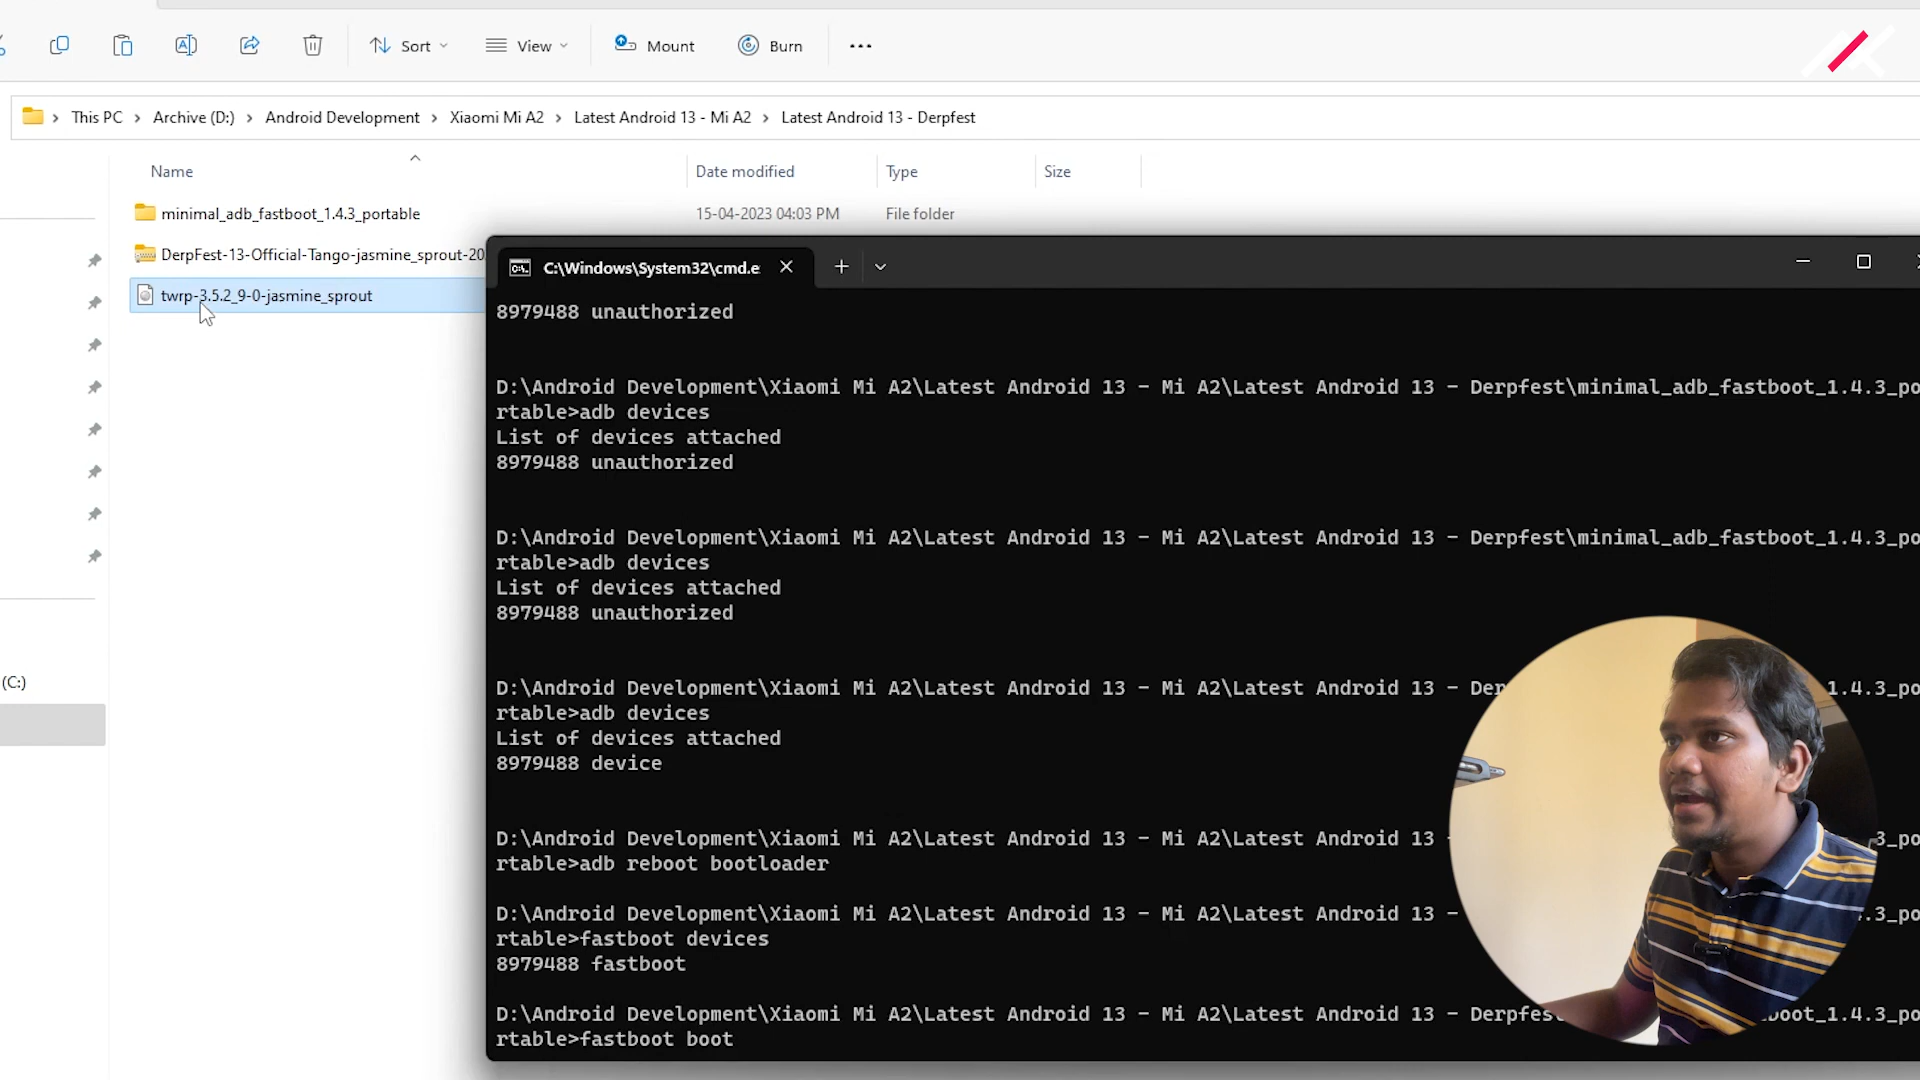 Sort
View
Mount
Burn
This PC > Archive (D:) > Android Development > Xiaomi Mi A2 > Latest Android 13 - Mi A2 > Latest Android 13 - Derpfest
Name Date modified Type Size
minimal_adb_fastboot_1.4.3_portable 15-04-2023 04:03 PM File folder
DerpFest-13-Official-Tango-jasmine_sprout-20
twrp-3.5.2_9-0-jasmine_sprout
(C:)
C:\Windows\System32\cmd.e
8979488 unauthorized
D:\Android Development\Xiaomi Mi A2\Latest Android 13 - Mi A2\Latest Android 13 - Derpfest\minimal_adb_fastboot_1.4.3_po
rtable>adb devices
List of devices attached
8979488 unauthorized
D:\Android Development\Xiaomi Mi A2\Latest Android 13 - Mi A2\Latest Android 13 - Derpfest\minimal_adb_fastboot_1.4.3_po
rtable>adb devices
List of devices attached
8979488 unauthorized
D:\Android Development\Xiaomi Mi A2\Latest Android 13 - Mi A2\Latest Android 13 - Der 1.4.3_po
rtable>adb devices
List of devices attached
8979488 device
D:\Android Development\Xiaomi Mi A2\Latest Android 13 - Mi A2\Latest Android 13 - .3_po
rtable>adb reboot bootloader
D:\Android Development\Xiaomi Mi A2\Latest Android 13 - Mi A2\Latest Android 13 - .3_po
rtable>fastboot devices
8979488 fastboot
D:\Android Development\Xiaomi Mi A2\Latest Android 13 - Mi A2\Latest Android 13 - Derpfes boot_1.4.3_po
rtable>fastboot boot